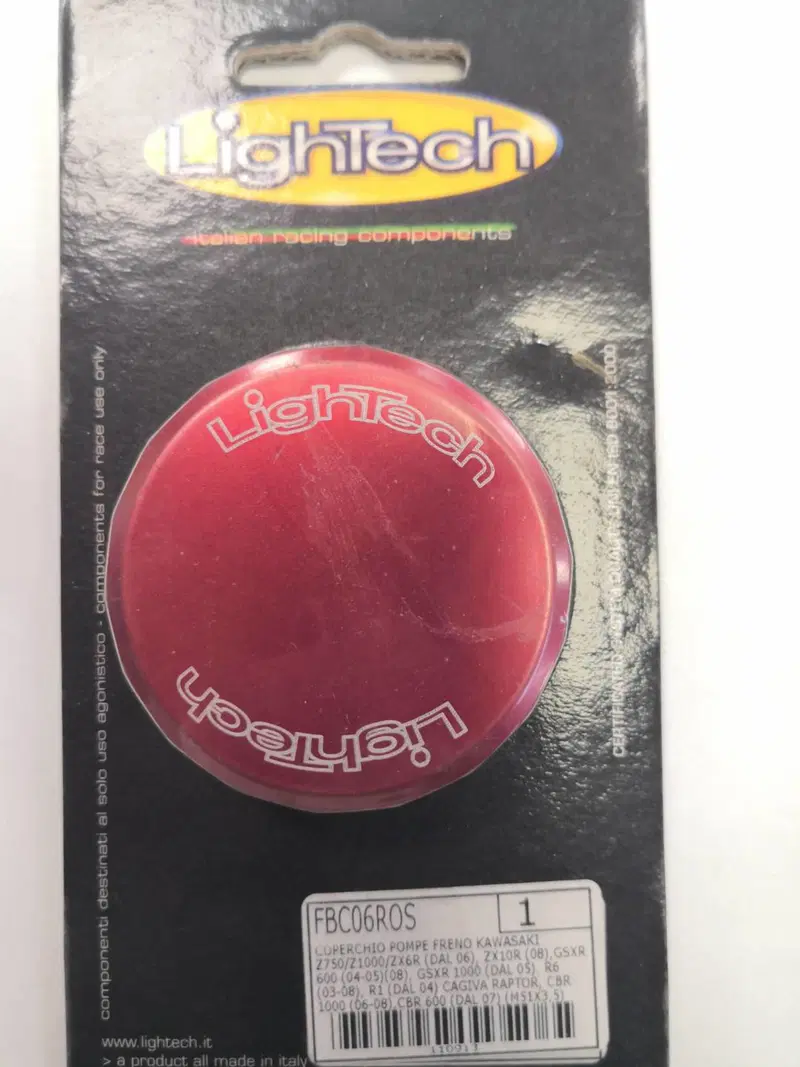 LighTech
italian racing components
componenti destinati al solo uso agonistico - components for race use only
LighTech
LighTech
FBC06ROS
1
COPERCHIO POMPE FRENO KAWASAKI
Z750/Z1000/ZX6R (DAL 06), ZX10R (08),GSXR
600 (04-05)(08), GSXR 1000 (DAL 05) R6
(03-08), R1 (DAL 04) CAGIVA RAPTOR, CBR
1000 (06-08),CBR 600 (DAL 07) (M51X3,5)
www.lightech.it
> a product all made in italy